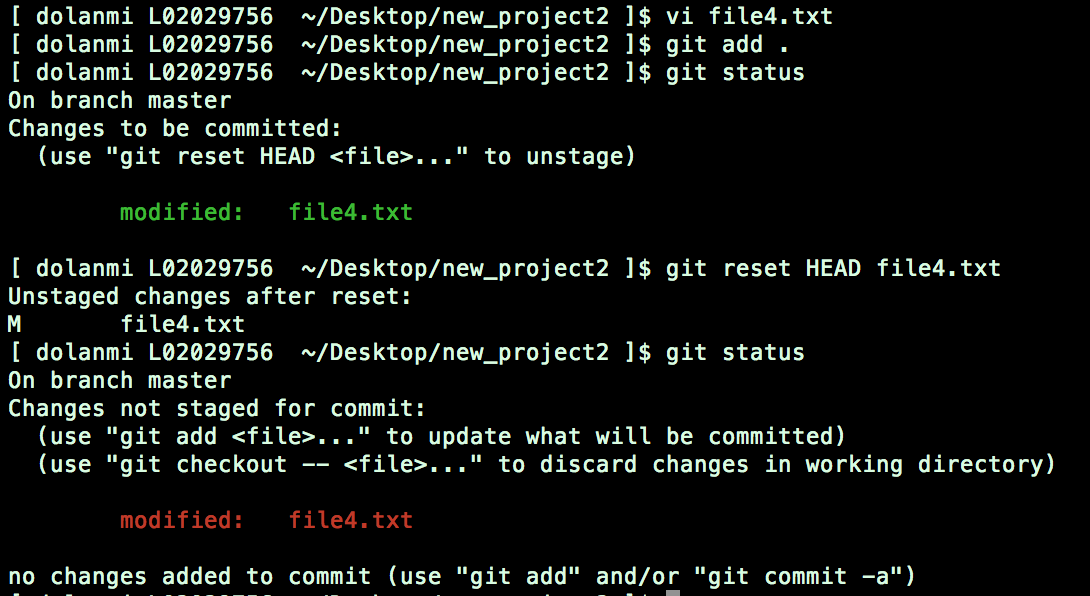 [ dolanmi L02029756  ~/Desktop/new_project2 ]$ vi file4.txt
[ dolanmi L02029756  ~/Desktop/new_project2 ]$ git add .
[ dolanmi L02029756  ~/Desktop/new_project2 ]$ git status
On branch master
Changes to be committed:
  (use "git reset HEAD <file>..." to unstage)
        modified:   file4.txt
[ dolanmi L02029756  ~/Desktop/new_project2 ]$ git reset HEAD file4.txt
Unstaged changes after reset:
M       file4.txt
[ dolanmi L02029756  ~/Desktop/new_project2 ]$ git status
On branch master
Changes not staged for commit:
  (use "git add <file>..." to update what will be committed)
  (use "git checkout -- <file>..." to discard changes in working directory)
        modified:   file4.txt
no changes added to commit (use "git add" and/or "git commit -a")